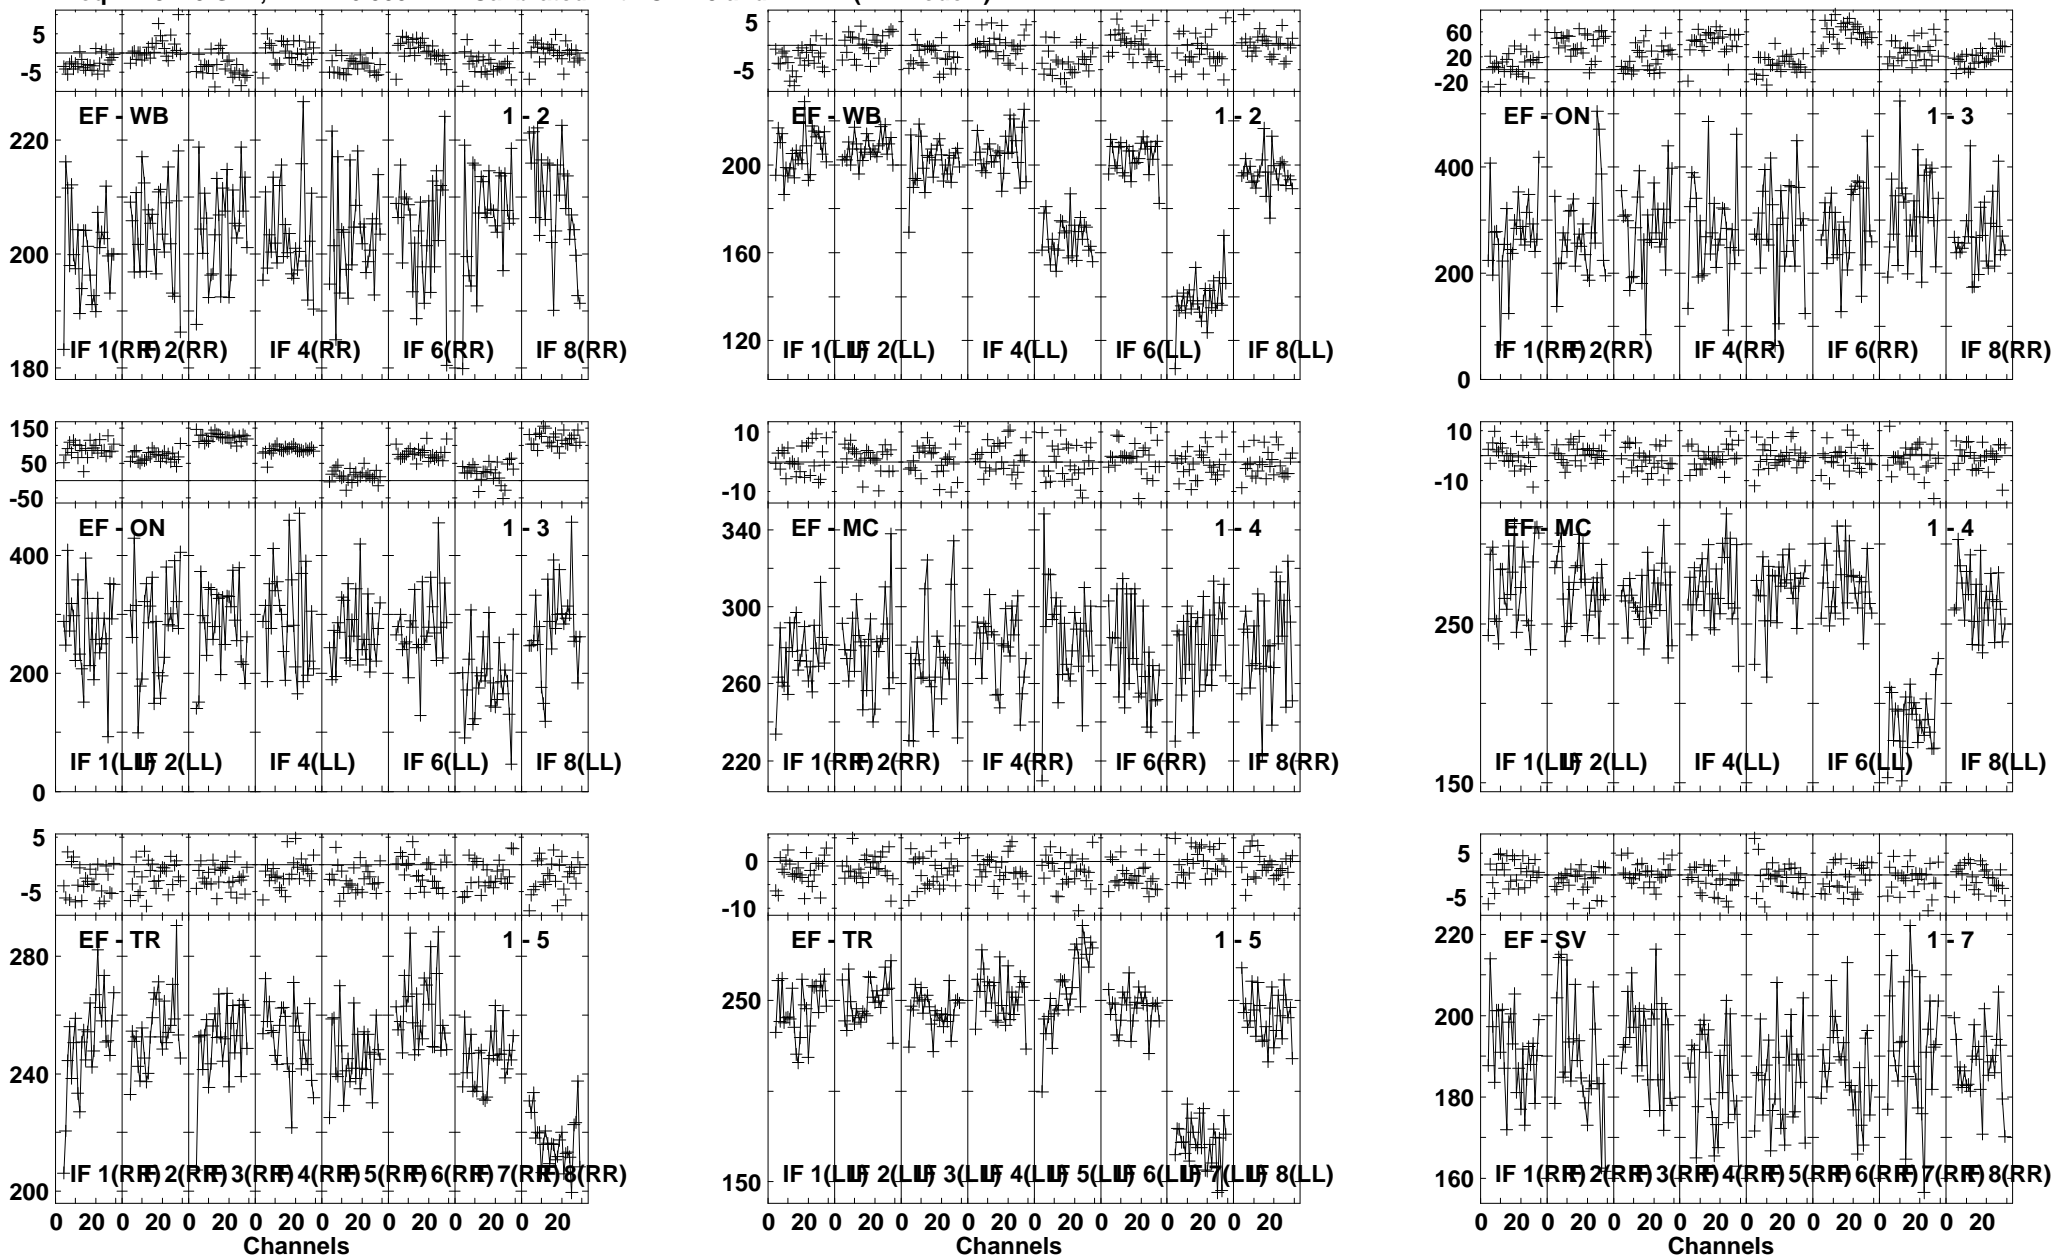 5 5 60
-5 -5 20
-20
EF - WB 1 - 2 EF - WB 1 - 2 EF - ON 1 - 3
220 200 400
200 160 200
180 120 0
IF 1(RR) IF 2(RR) IF 4(RR) IF 6(RR) IF 8(RR) IF 1(LL) IF 2(LL) IF 4(LL) IF 6(LL) IF 8(LL) IF 1(RR) IF 2(RR) IF 4(RR) IF 6(RR) IF 8(RR)
150 10 10
50
-50 -10 -10
EF - ON 1 - 3 EF - MC 1 - 4 EF - MC 1 - 4
400 340
300 250
200 260
0 220 150
IF 1(LL) IF 2(LL) IF 4(LL) IF 6(LL) IF 8(LL) IF 1(RR) IF 2(RR) IF 4(RR) IF 6(RR) IF 8(RR) IF 1(LL) IF 2(LL) IF 4(LL) IF 6(LL) IF 8(LL)
5 0 5
-5 -10 -5
EF - TR 1 - 5 EF - TR 1 - 5 EF - SV 1 - 7
280 250 220
240 200
180
200 150 160
IF 1(RR) IF 2(RR) IF 3(RR) IF 4(RR) IF 5(RR) IF 6(RR) IF 7(RR) IF 8(RR) IF 1(LL) IF 2(LL) IF 3(LL) IF 4(LL) IF 5(LL) IF 6(LL) IF 7(LL) IF 8(LL) IF 1(RR) IF 2(RR) IF 3(RR) IF 4(RR) IF 5(RR) IF 6(RR) IF 7(RR) IF 8(RR)
0 20 0 20 0 20 0 20 0 20 0 20 0 20 0 20 0 20 0 20 0 20 0 20 0 20 0 20 0 20 0 20 0 20 0 20 0 20 0 20 0 20 0 20 0 20 0 20
Channels Channels Channels